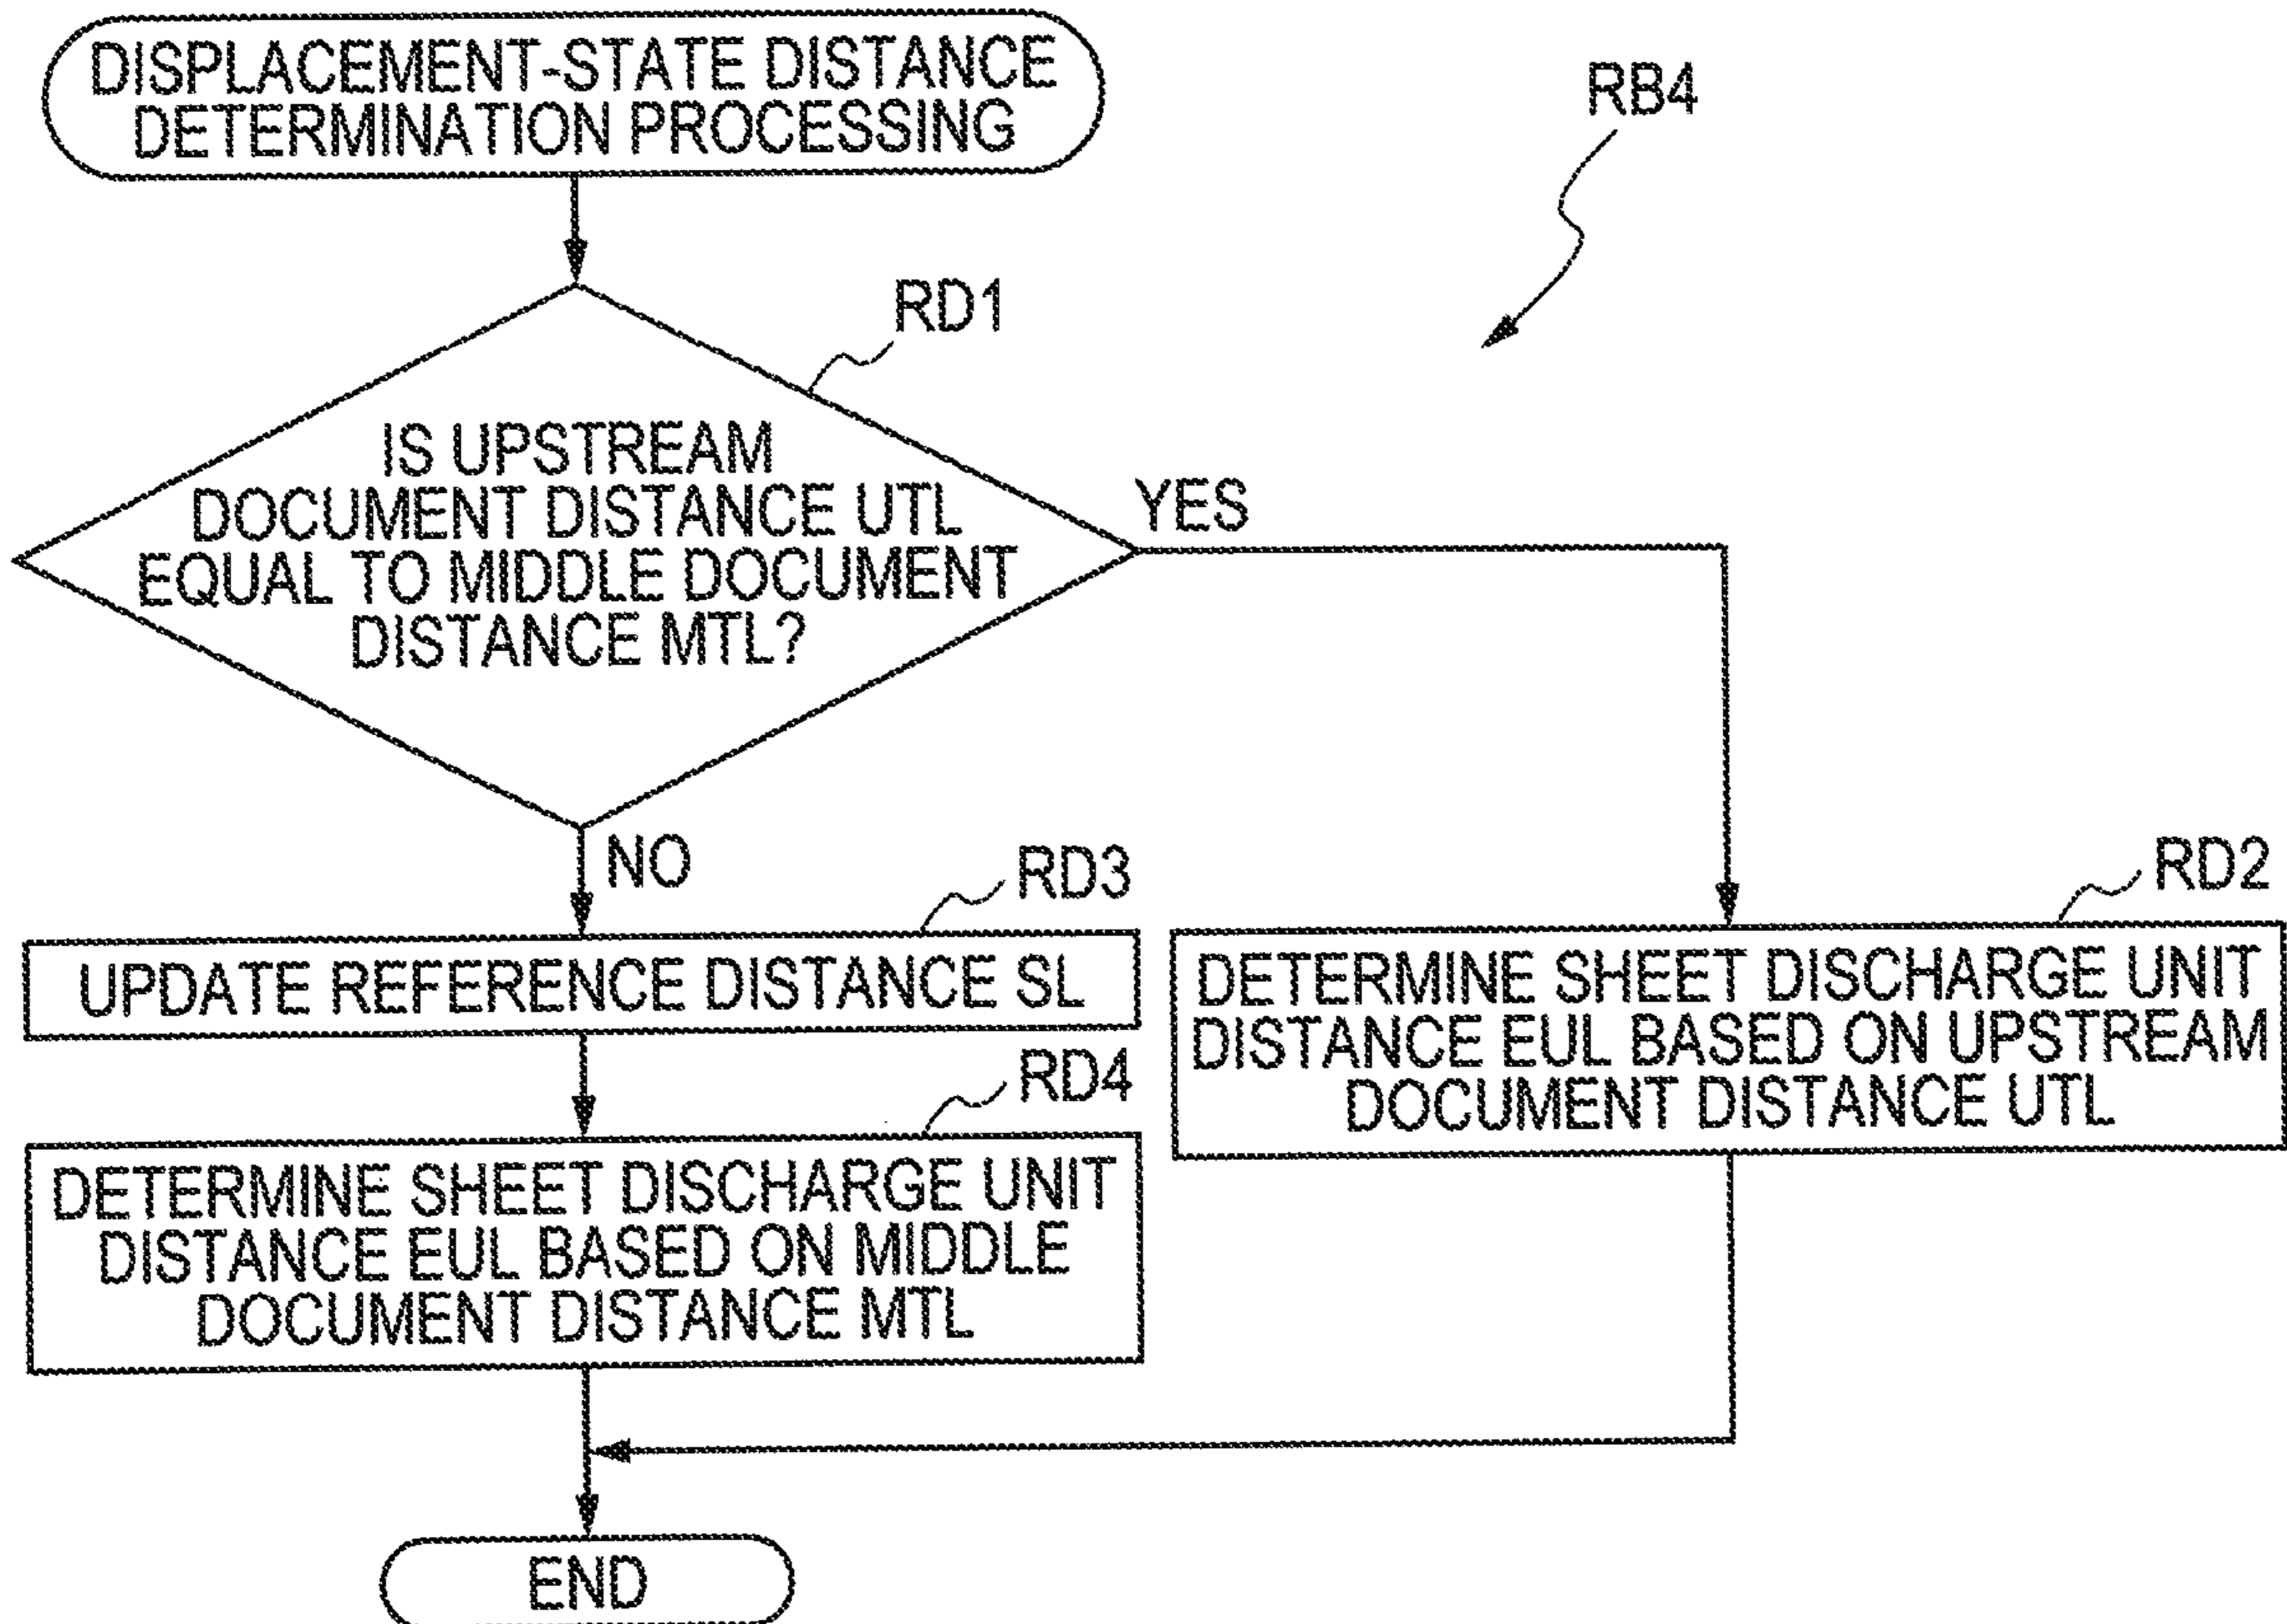 DISPLACEMENT-STATE DISTANCE
DETERMINATION PROCESSING
RB4
RD1
IS UPSTREAM
DOCUMENT DISTANCE UTL
EQUAL TO MIDDLE DOCUMENT
DISTANCE MTL?
YES
NO
RD3
UPDATE REFERENCE DISTANCE SL
RD2
DETERMINE SHEET DISCHARGE UNIT
DISTANCE EUL BASED ON UPSTREAM
DOCUMENT DISTANCE UTL
RD4
DETERMINE SHEET DISCHARGE UNIT
DISTANCE EUL BASED ON MIDDLE
DOCUMENT DISTANCE MTL
END